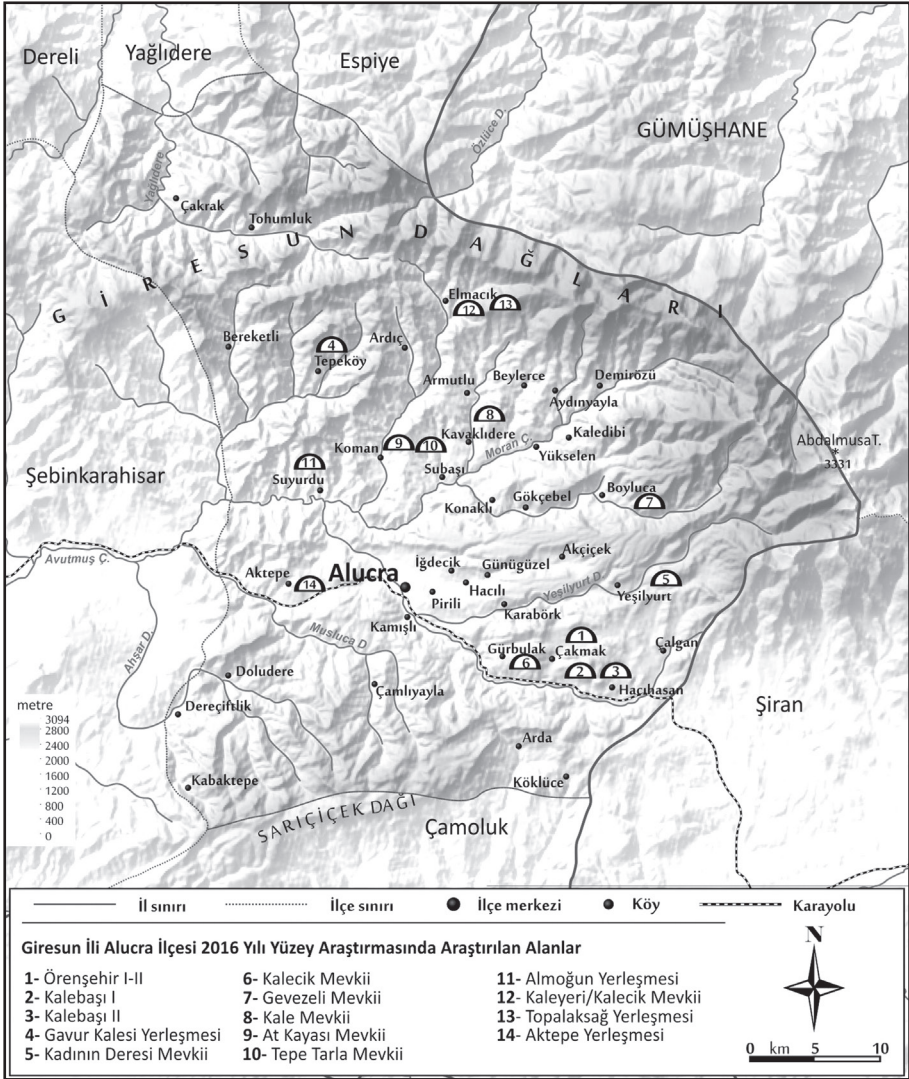 Dereli
Yağlıdere
Espiye
GÜMÜŞHANE
Özlüce D.
Yağlıdere
Çakrak
Tohumluk
GİRESUN DAĞLARI
Elmacık
12
13
Bereketli
4
Tepeköy
Ardıç
Armutlu
Beylerce
Demirözü
Aydınyayla
8
Kavaklıdere
Kaledibi
Moran Ç.
Yükselen
AbdalmusaT.
3331
Koman
9
10
Subaşı
Şebinkarahisar
11
Suyurdu
Konaklı
Gökçebel
Boyluca
7
Avutmuş Ç.
Aktepe
14
Alucra
İğdecik
Günügüzel
Akçiçek
Hacılı
Pirili
Yeşilyurt D.
Yeşilyurt
5
Karabörk
Kamışlı
Musluca D.
Ahşar D.
Gürbulak
6
1
Çakmak
2
3
Hacıhasan
Çalgan
Doludere
Dereçiftlik
Çamlıyayla
Şiran
Arda
Köklüce
Kabaktepe
SARIÇİÇEK DAĞI
Çamoluk
metre
3094
2800
2400
2000
1600
1200
800
400
0
İl sınırı İlçe sınırı İlçe merkezi Köy Karayolu
Giresun İli Alucra İlçesi 2016 Yılı Yüzey Araştırmasında Araştırılan Alanlar
1- Örenşehir I-II
2- Kalebaşı I
3- Kalebaşı II
4- Gavur Kalesi Yerleşmesi
5- Kadının Deresi Mevkii
6- Kalecik Mevkii
7- Gevezeli Mevkii
8- Kale Mevkii
9- At Kayası Mevkii
10- Tepe Tarla Mevkii
11- Almoğun Yerleşmesi
12- Kaleyeri/Kalecik Mevkii
13- Topalaksağ Yerleşmesi
14- Aktepe Yerleşmesi
N
0 km 5 10